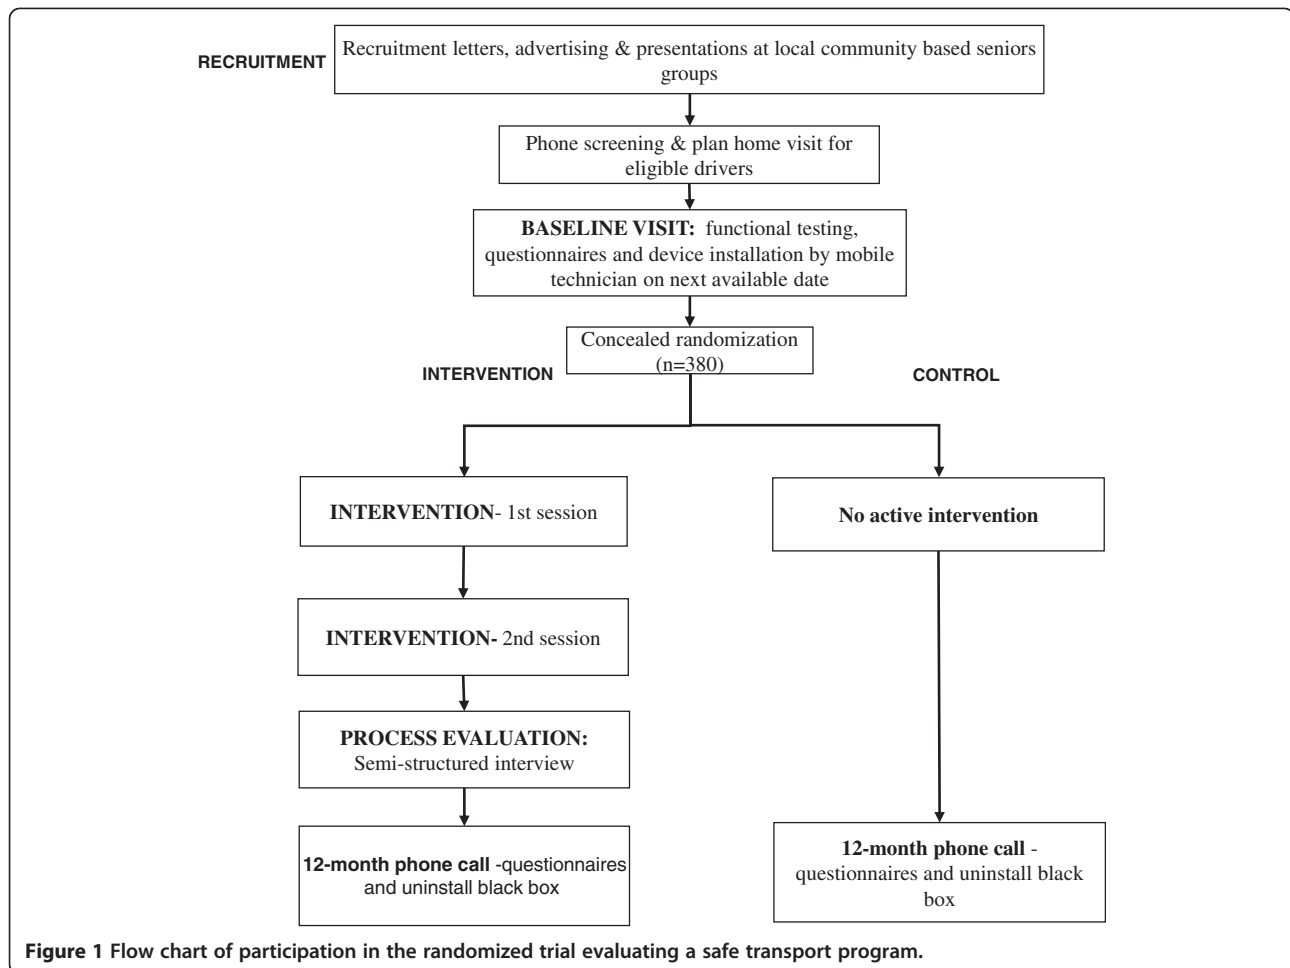 RECRUITMENT
Recruitment letters, advertising & presentations at local community based seniors
groups
Phone screening & plan home visit for
eligible drivers
BASELINE VISIT: functional testing,
questionnaires and device installation by mobile
technician on next available date
Concealed randomization
(n=380)
INTERVENTION
CONTROL
INTERVENTION- 1st session
No active intervention
INTERVENTION- 2nd session
PROCESS EVALUATION:
Semi-structured interview
12-month phone call -questionnaires
and uninstall black box
12-month phone call -
questionnaires and uninstall black
box
Figure 1 Flow chart of participation in the randomized trial evaluating a safe transport program.